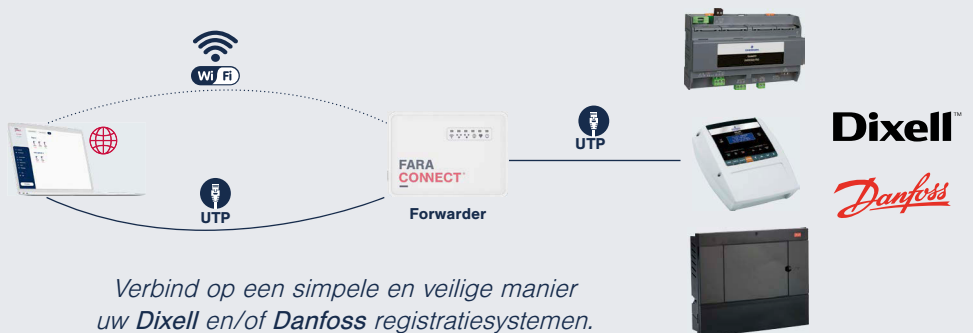 Wi Fi
UTP
UTP
FARA
CONNECT
Forwarder
Dixell™
Danfoss
Verbind op een simpele en veilige manier
uw Dixell en/of Danfoss registratiesystemen.